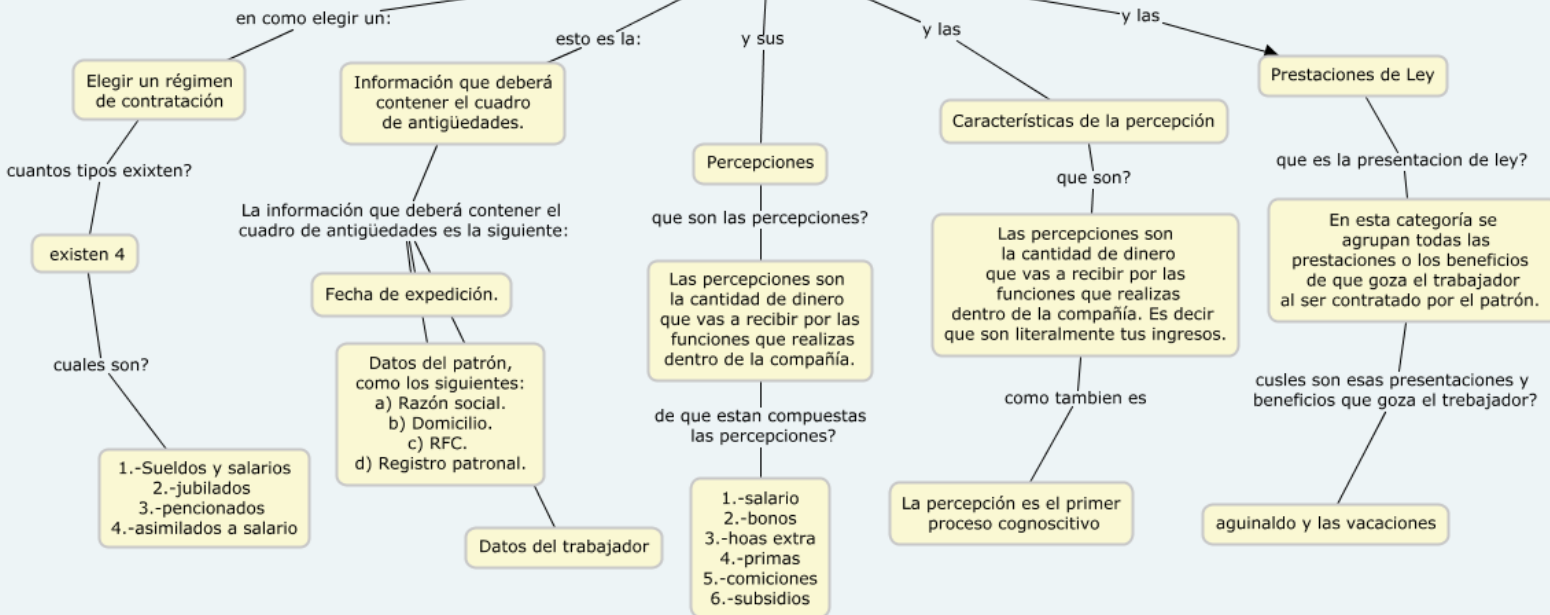 en como elegir un:
Elegir un régimen
de contratación
cuantos tipos exixten?
existen 4
cuales son?
1.-Sueldos y salarios
2.-jubilados
3.-pencionados
4.-asimilados a salario
esto es la:
Información que deberá
contener el cuadro
de antigüedades.
La información que deberá contener el
cuadro de antigüedades es la siguiente:
Fecha de expedición.
Datos del patrón,
como los siguientes:
a) Razón social.
b) Domicilio.
c) RFC.
d) Registro patronal.
Datos del trabajador
y sus
Percepciones
que son las percepciones?
Las percepciones son
la cantidad de dinero
que vas a recibir por las
funciones que realizas
dentro de la compañía.
de que estan compuestas
las percepciones?
1.-salario
2.-bonos
3.-hoas extra
4.-primas
5.-comiciones
6.-subsidios
y las
Características de la percepción
que son?
Las percepciones son
la cantidad de dinero
que vas a recibir por las
funciones que realizas
dentro de la compañía. Es decir
que son literalmente tus ingresos.
como tambien es
La percepción es el primer
proceso cognoscitivo
y las
Prestaciones de Ley
que es la presentacion de ley?
En esta categoría se
agrupan todas las
prestaciones o los beneficios
de que goza el trabajador
al ser contratado por el patrón.
cusles son esas presentaciones y
beneficios que goza el trebajador?
aguinaldo y las vacaciones